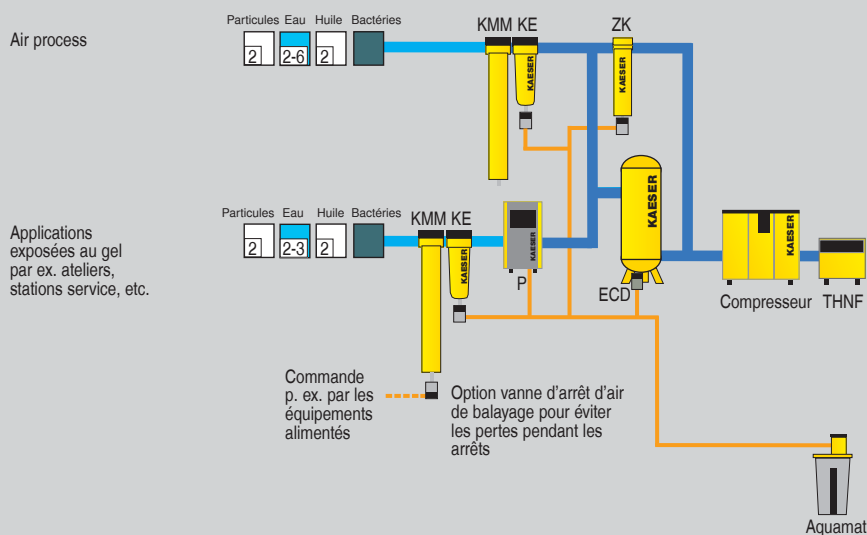 Particules Eau Huile Bactéries
KMM KE ZK
Air process
2 2-6 2
KAESER KAESER
Particules Eau Huile Bactéries
KMM KE
Applications
exposées au gel
par ex. ateliers,
stations service, etc.
2 2-3 2
KAESER KAESER KAESER KAESER
P
ECD
Compresseur THNF
Commande
p. ex. par les
équipements
alimentés
Option vanne d'arrêt d'air
de balayage pour éviter
les pertes pendant les
arrêts
Aquamat